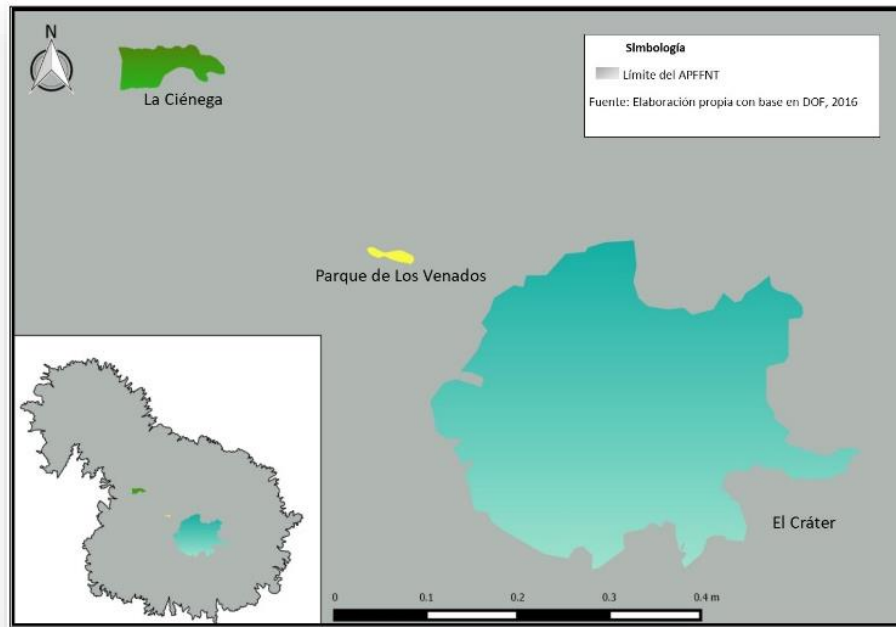 N
La Ciénega
Simbología
Límite del APFFNT
Fuente: Elaboración propia con base en DOF, 2016
Parque de Los Venados
El Cráter
0 0.1 0.2 0.3 0.4 m